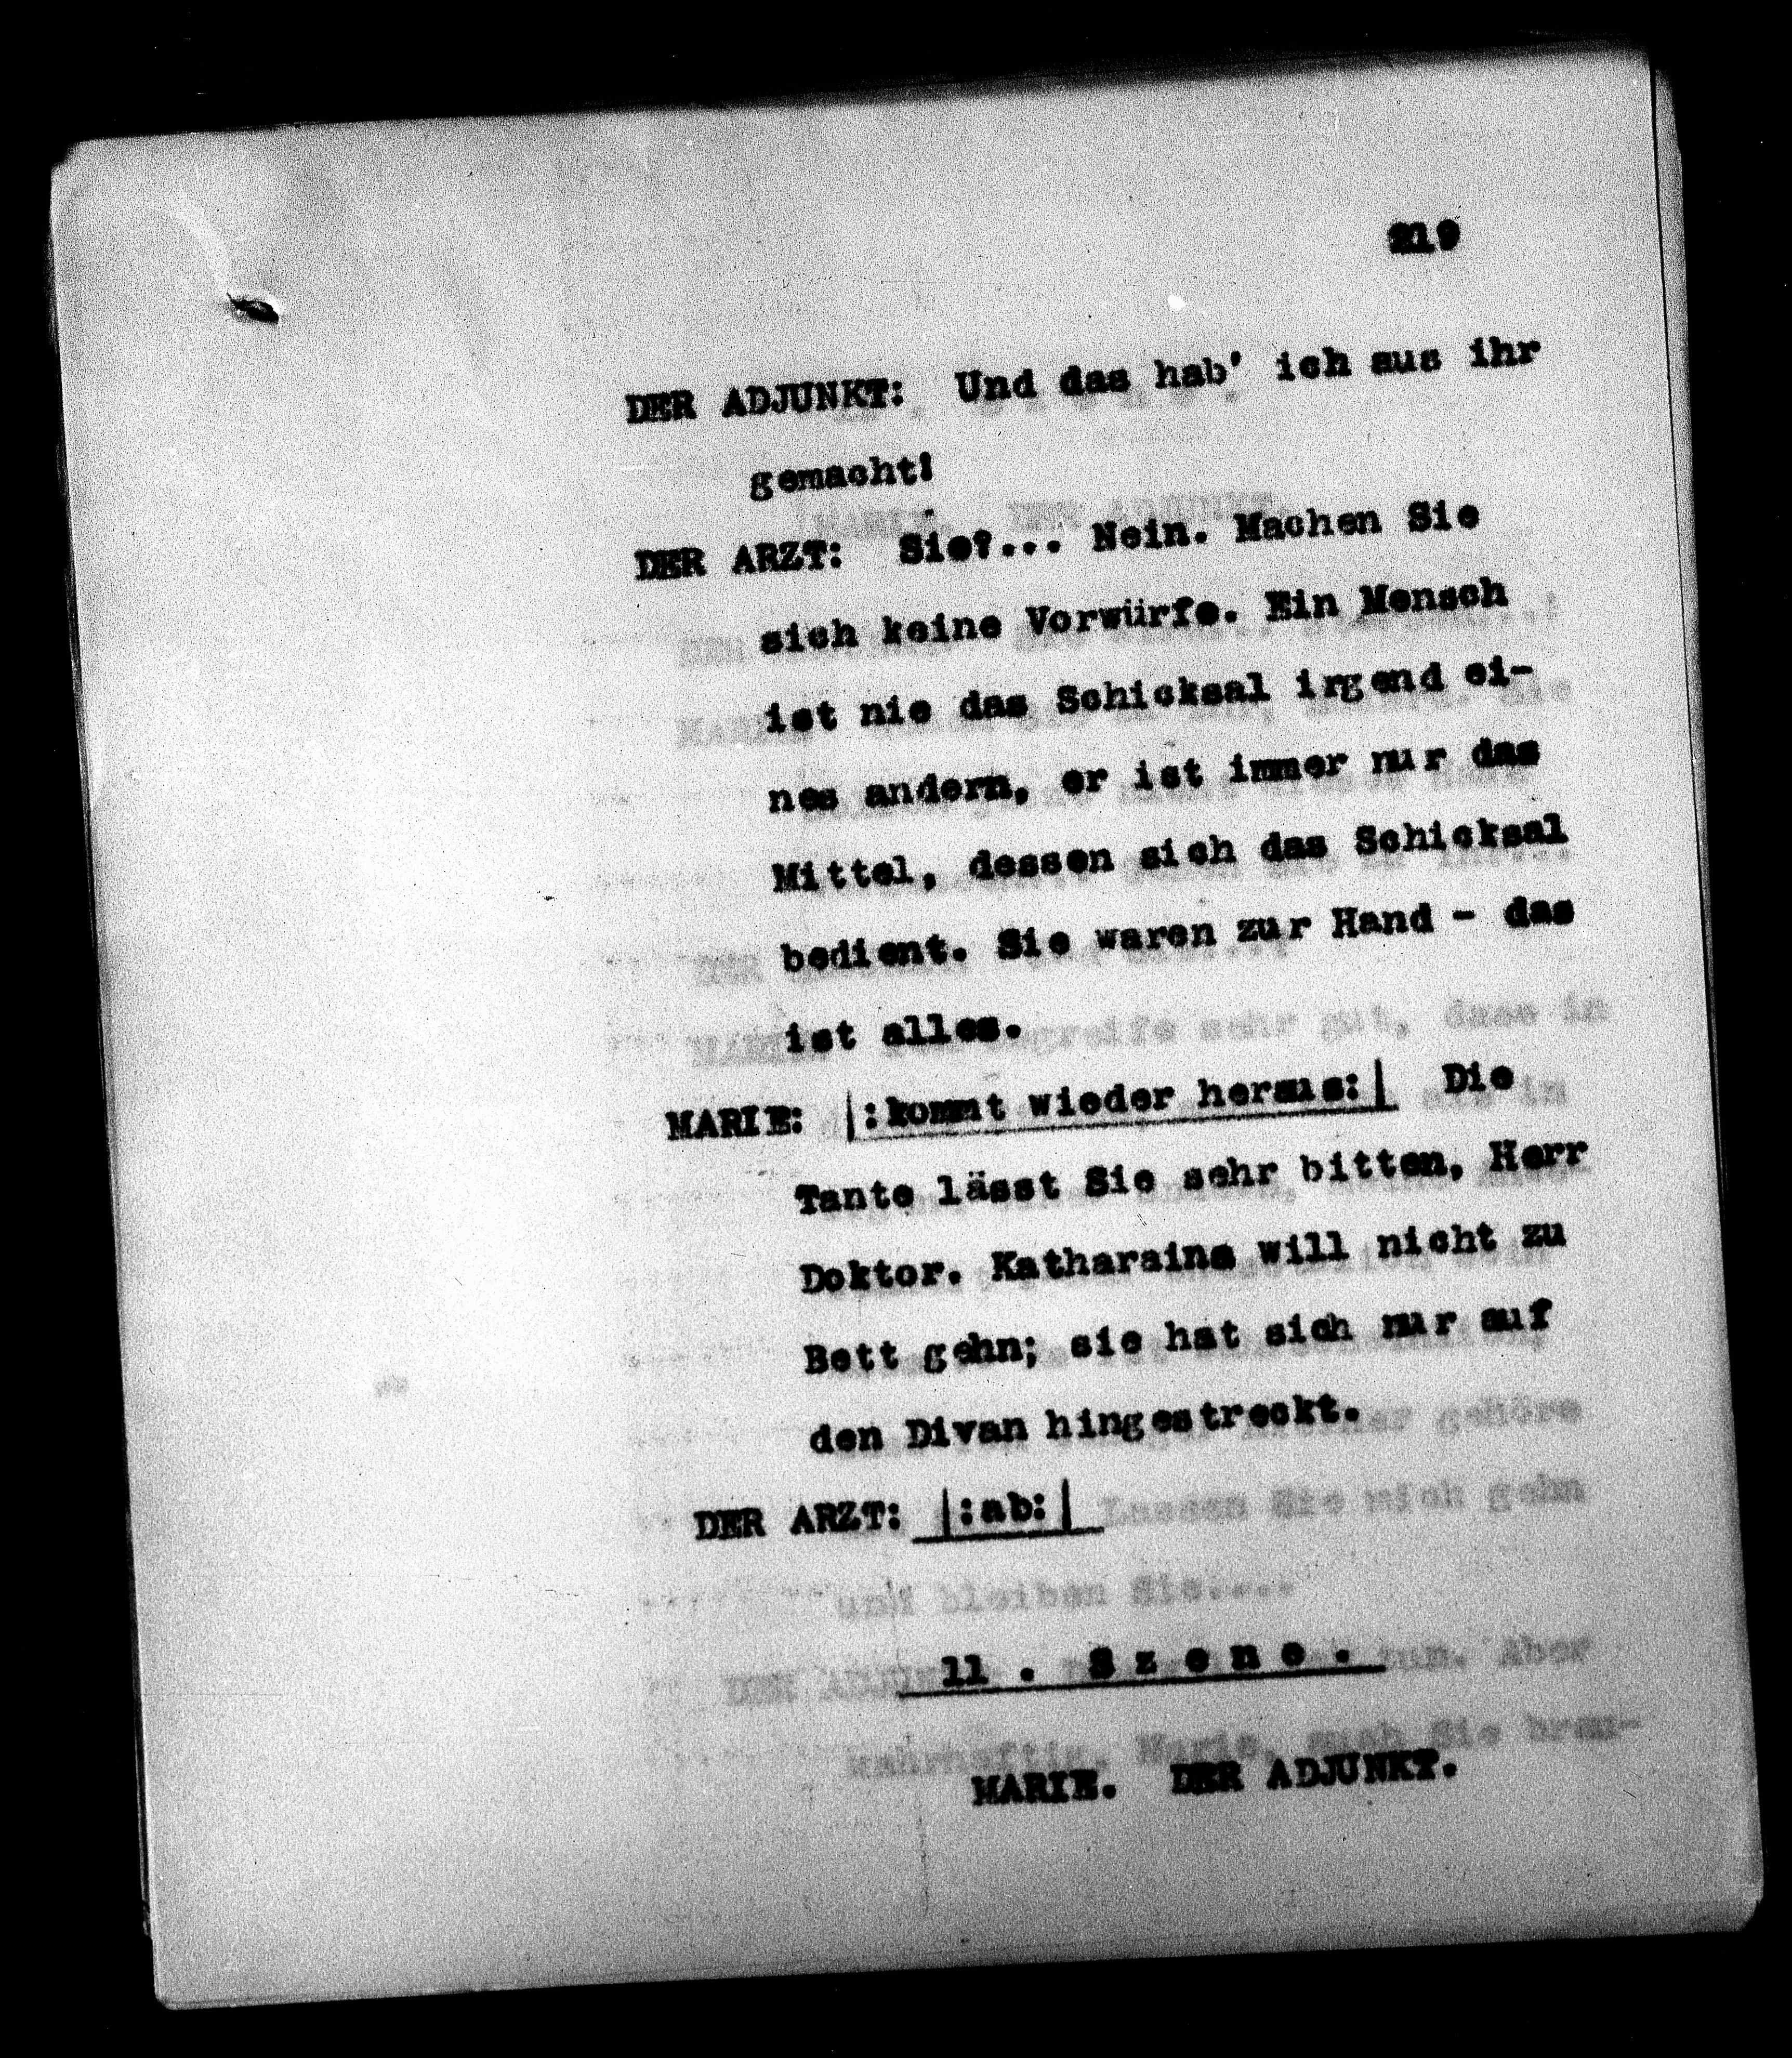 219
DER ADJUNKT: Und das hab' ich aus ihr
gemacht!
DER ARZT: Sie?... Nein. Machen Sie
sich keine Vorwürfe. Ein Mensch
ist nie das Schicksal irgend ei-
nes andern, er ist immer nur das
Mittel, dessen sich das Schicksal
bedient. Sie waren zur Hand - das
ist alles.
MARIE: |:kommt wieder heraus:| Die
Tante lässt Sie sehr bitten, Herr
Doktor. Katharaina will nicht zu
Bett gehn; sie hat sich nur auf
den Divan hingestreckt.
DER ARZT: |:ab:|
11 . S z e n e .
MARIE. DER ADJUNKT.